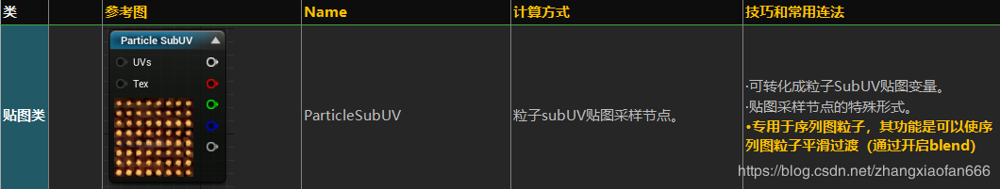 类 参考图 Name 计算方式 技巧和常用连法
Particle SubUV
UVs
Tex
贴图类
ParticleSubUV
粒子subUV贴图采样节点。
·可转化成粒子SubUV贴图变量。
·贴图采样节点的特殊形式。
•专用于序列图粒子，其功能是可以使序
列图粒子平滑过渡（通过开启blend）
https://blog.csdn.net/zhangxiaofan666